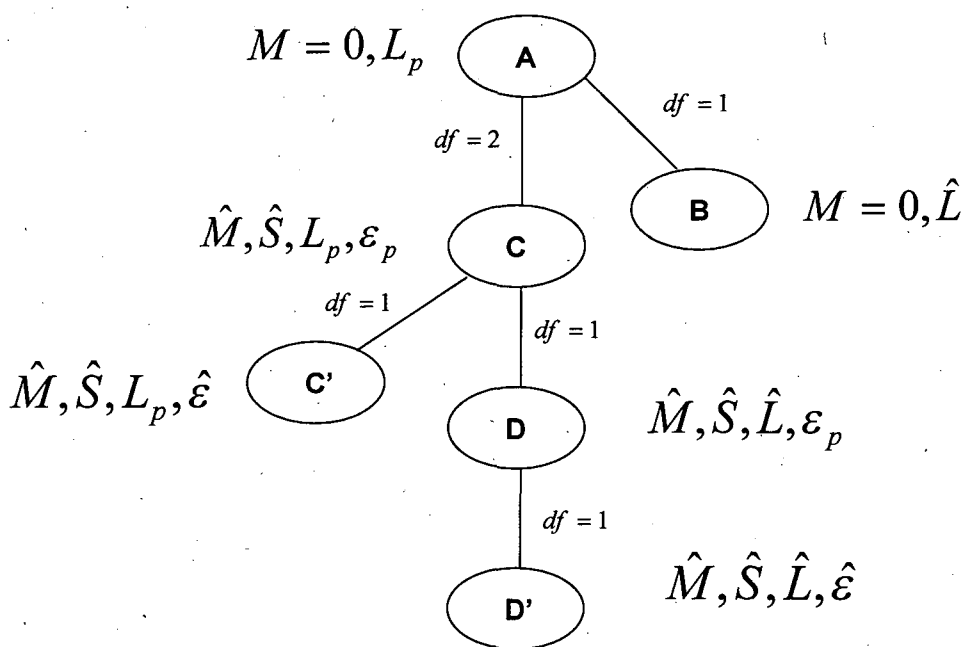 M = 0, L_p
A
df = 1
df = 2
B
M = 0, L̂
M̂, Ŝ, L_p, ε_p
C
df = 1
df = 1
M̂, Ŝ, L_p, ε̂
C'
D
M̂, Ŝ, L̂, ε_p
df = 1
M̂, Ŝ, L̂, ε̂
D'